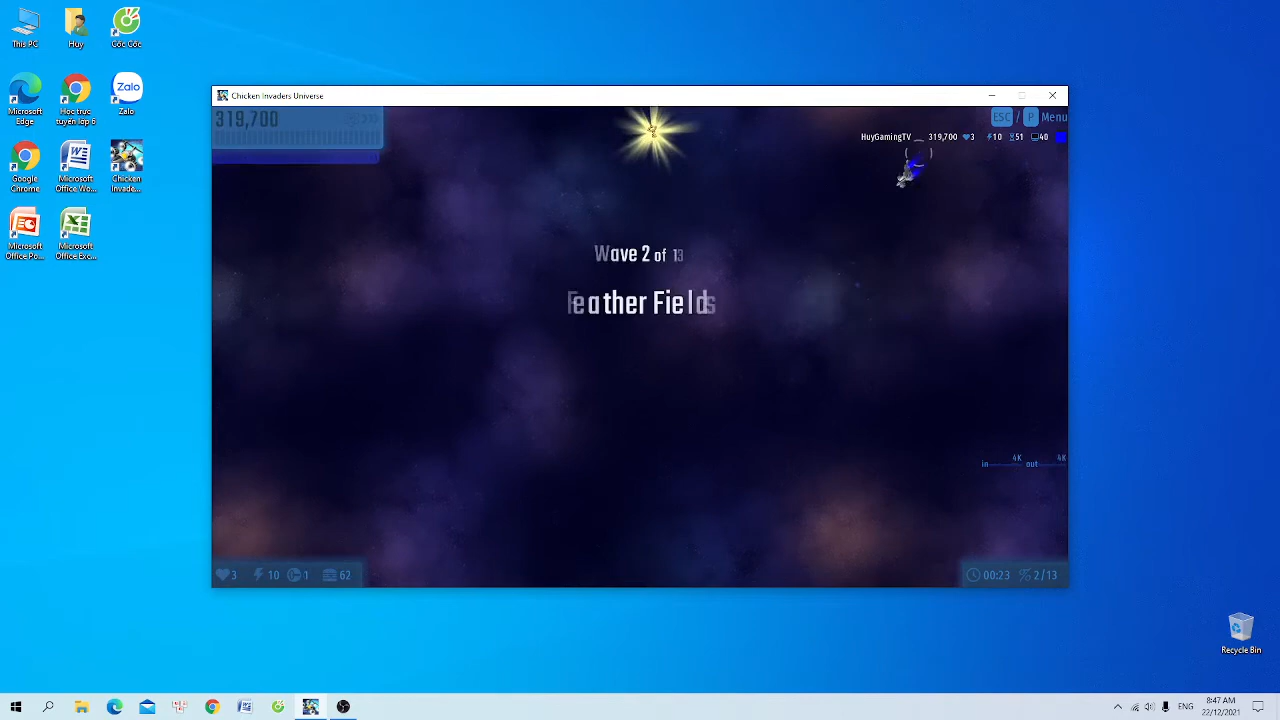 This PC
Huy
Cốc Cốc
Microsoft
Edge
Học trực
tuyến lớp 6
Zalo
Zalo
Google
Chrome
Microsoft
Office Wo...
Chicken
Invade...
Microsoft
Office Po...
Microsoft
Office Exc...
Chicken Invaders Universe
319,700
ESC / P Menu
HuyGamingTV 319,700 3 10 51 40
Wave 2 of 13
Feather Fields
4K 4K
in out
3 10 1 62
00:23 2/13
Recycle Bin
ENG
8:47 AM
22/12/2021